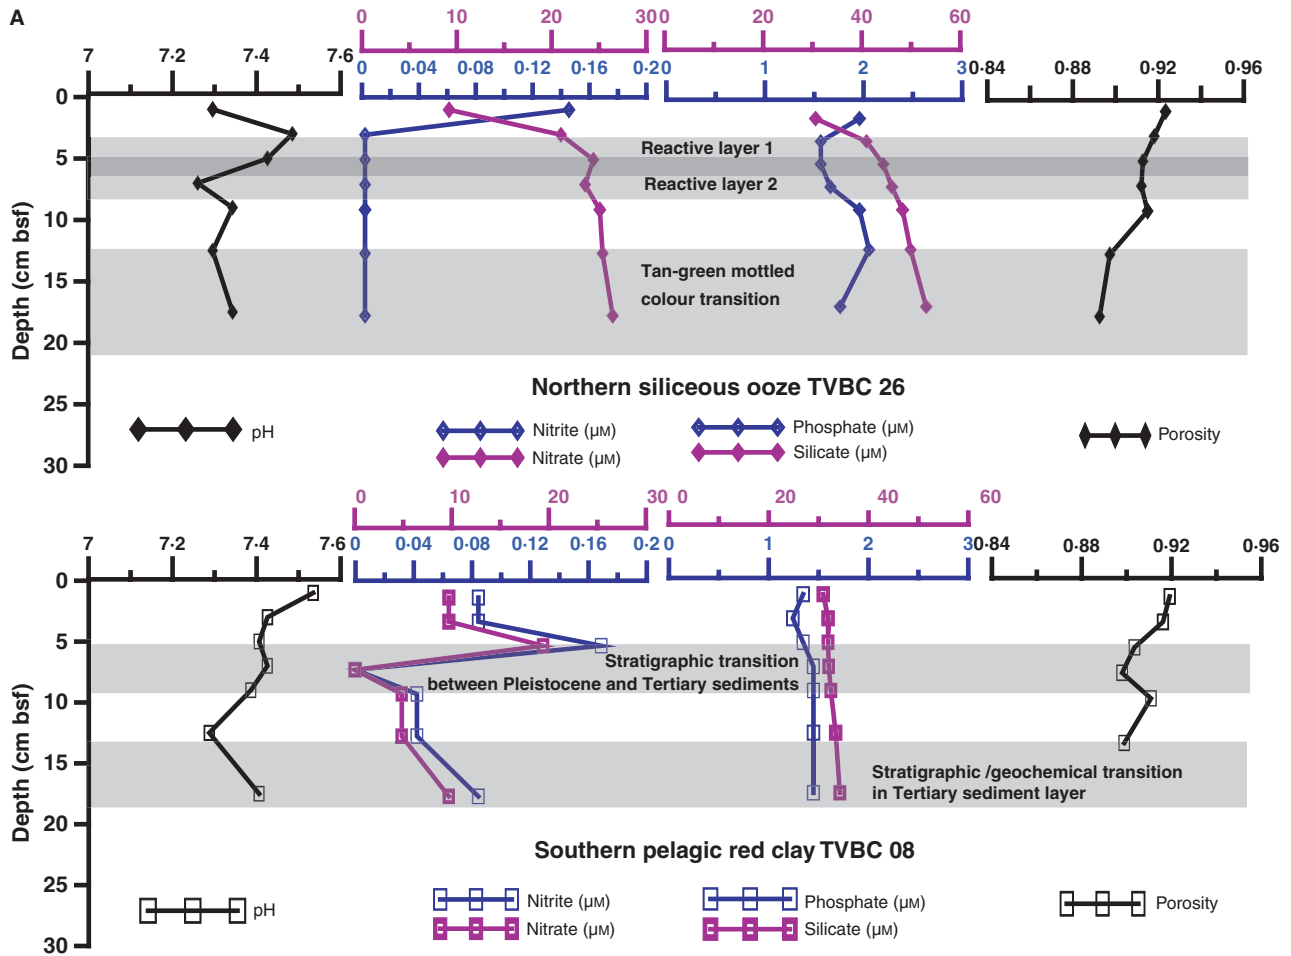 A
0 10 20 30 0 20 40 60
7 7·2 7·4 7·6 0 0·04 0·08 0·12 0·16 0·2 0 1 2 3 0·84 0·88 0·92 0·96
0
5
10
15
20
25
30
Depth (cm bsf)
Reactive layer 1
Reactive layer 2
Tan-green mottled
colour transition
Northern siliceous ooze TVBC 26
pH
Nitrite (μM)
Nitrate (μM)
Phosphate (μM)
Silicate (μM)
Porosity
0 10 20 30 0 20 40 60
7 7·2 7·4 7·6 0 0·04 0·08 0·12 0·16 0·2 0 1 2 3 0·84 0·88 0·92 0·96
0
5
10
15
20
25
30
Depth (cm bsf)
Stratigraphic transition
between Pleistocene and Tertiary sediments
Stratigraphic /geochemical transition
in Tertiary sediment layer
Southern pelagic red clay TVBC 08
pH
Nitrite (μM)
Nitrate (μM)
Phosphate (μM)
Silicate (μM)
Porosity